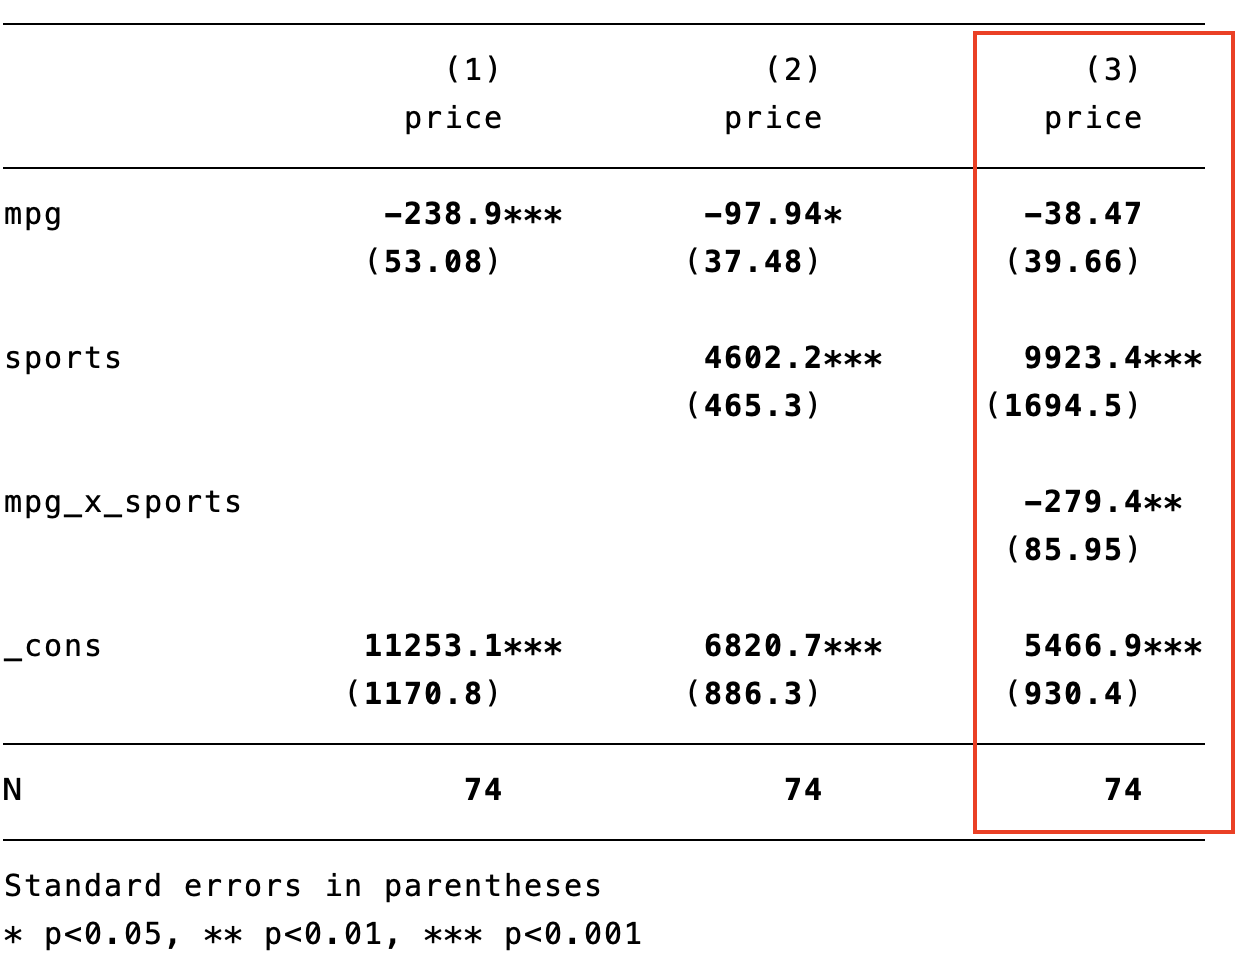 (1) (2) (3)
price price price
mpg -238.9*** -97.94* -38.47
(53.08) (37.48) (39.66)
sports 4602.2*** 9923.4***
(465.3) (1694.5)
mpg_x_sports -279.4**
(85.95)
_cons 11253.1*** 6820.7*** 5466.9***
(1170.8) (886.3) (930.4)
N 74 74 74
Standard errors in parentheses
* p<0.05, ** p<0.01, *** p<0.001